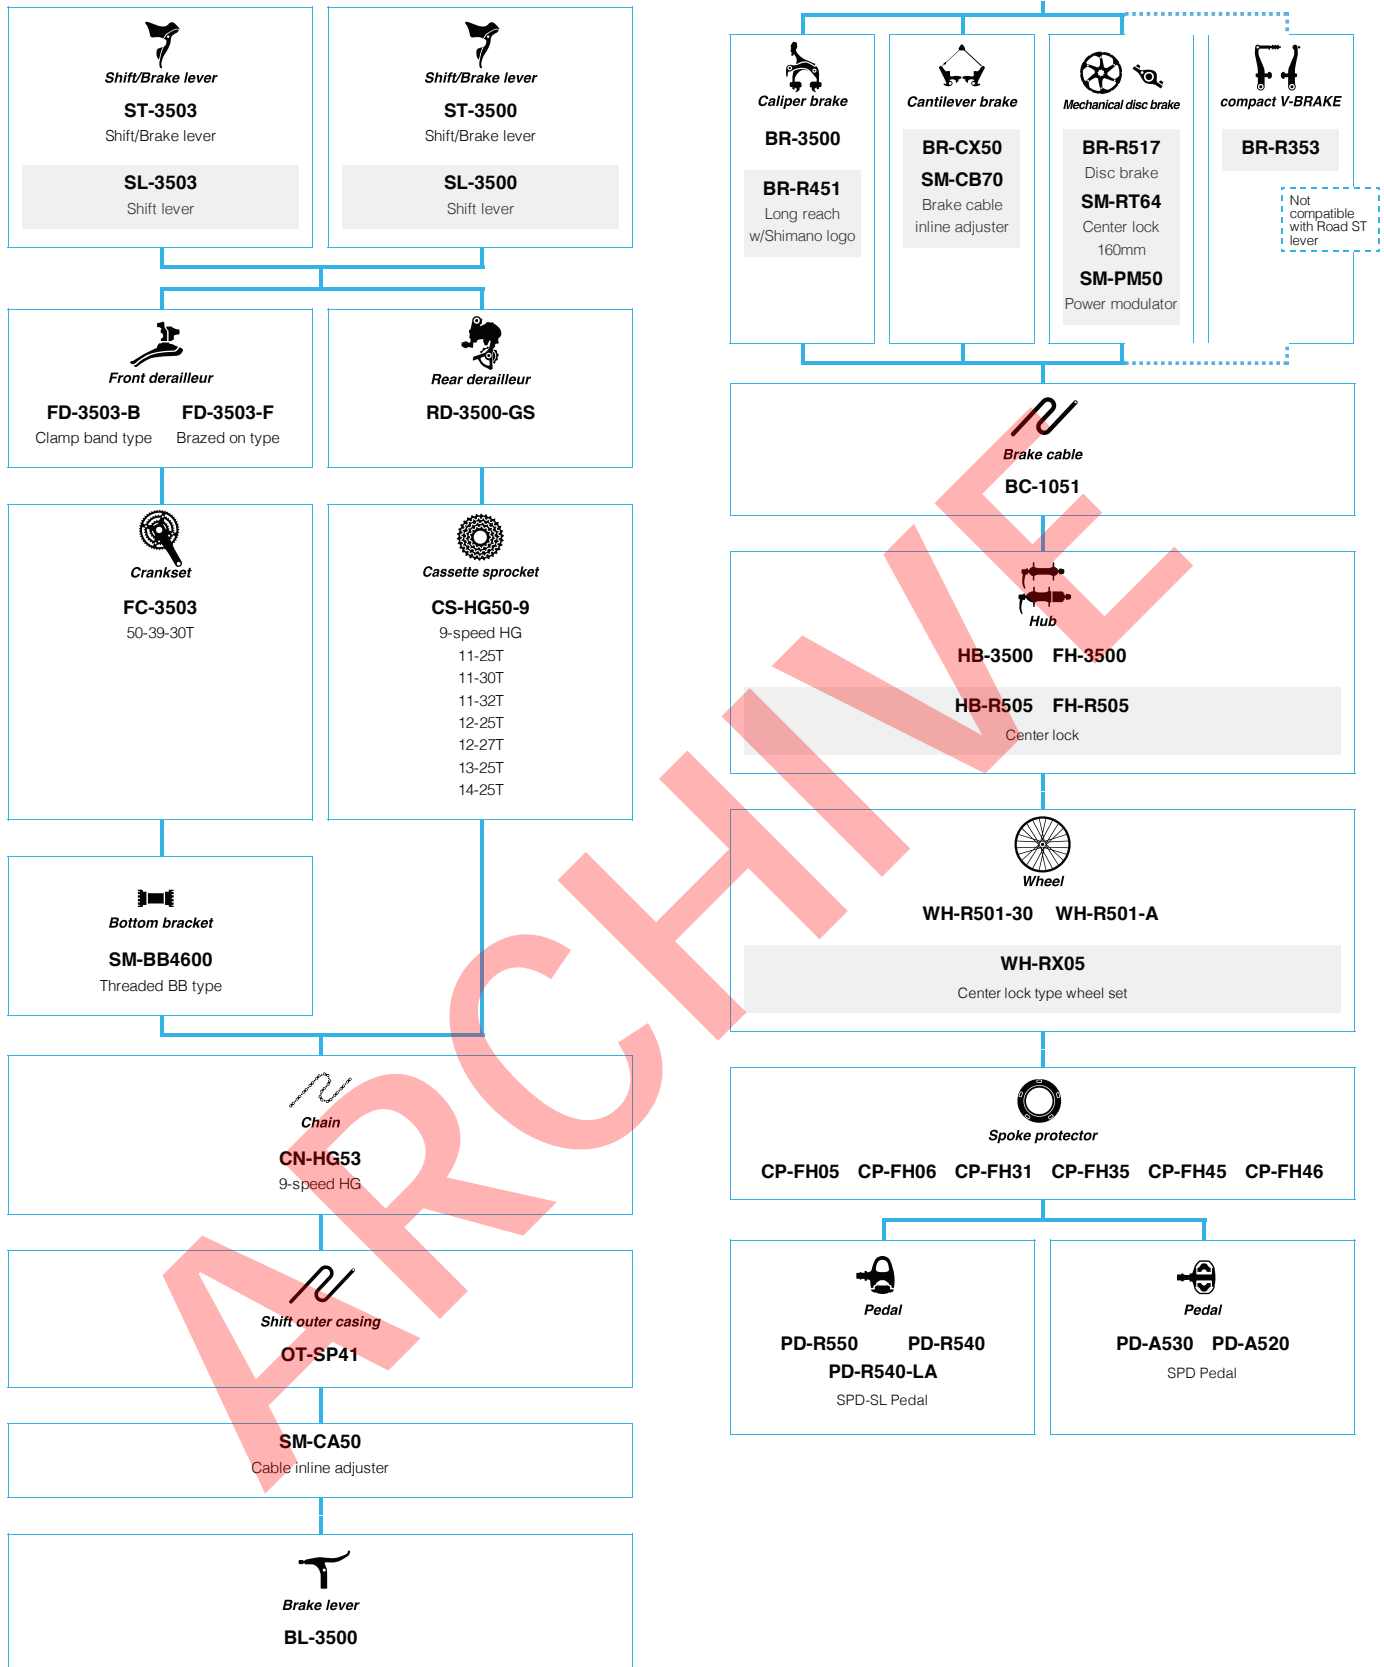 Shift/Brake lever
ST-3503
Shift/Brake lever
SL-3503
Shift lever
Shift/Brake lever
ST-3500
Shift/Brake lever
SL-3500
Shift lever
Front derailleur
FD-3503-B FD-3503-F
Clamp band type Brazed on type
Rear derailleur
RD-3500-GS
Crankset
FC-3503
50-39-30T
Cassette sprocket
CS-HG50-9
9-speed HG
11-25T
11-30T
11-32T
12-25T
12-27T
13-25T
14-25T
Bottom bracket
SM-BB4600
Threaded BB type
Chain
CN-HG53
9-speed HG
Shift outer casing
OT-SP41
SM-CA50
Cable inline adjuster
Brake lever
BL-3500
Caliper brake
BR-3500
BR-R451
Long reach
w/Shimano logo
Cantilever brake
BR-CX50
SM-CB70
Brake cable
inline adjuster
Mechanical disc brake
BR-R517
Disc brake
SM-RT64
Center lock
160mm
SM-PM50
Power modulator
compact V-BRAKE
BR-R353
Not
compatible
with Road ST
lever
Brake cable
BC-1051
Hub
HB-3500 FH-3500
HB-R505 FH-R505
Center lock
Wheel
WH-R501-30 WH-R501-A
WH-RX05
Center lock type wheel set
Spoke protector
CP-FH05 CP-FH06 CP-FH31 CP-FH35 CP-FH45 CP-FH46
Pedal
PD-R550 PD-R540
PD-R540-LA
SPD-SL Pedal
Pedal
PD-A530 PD-A520
SPD Pedal
ARCHIVE